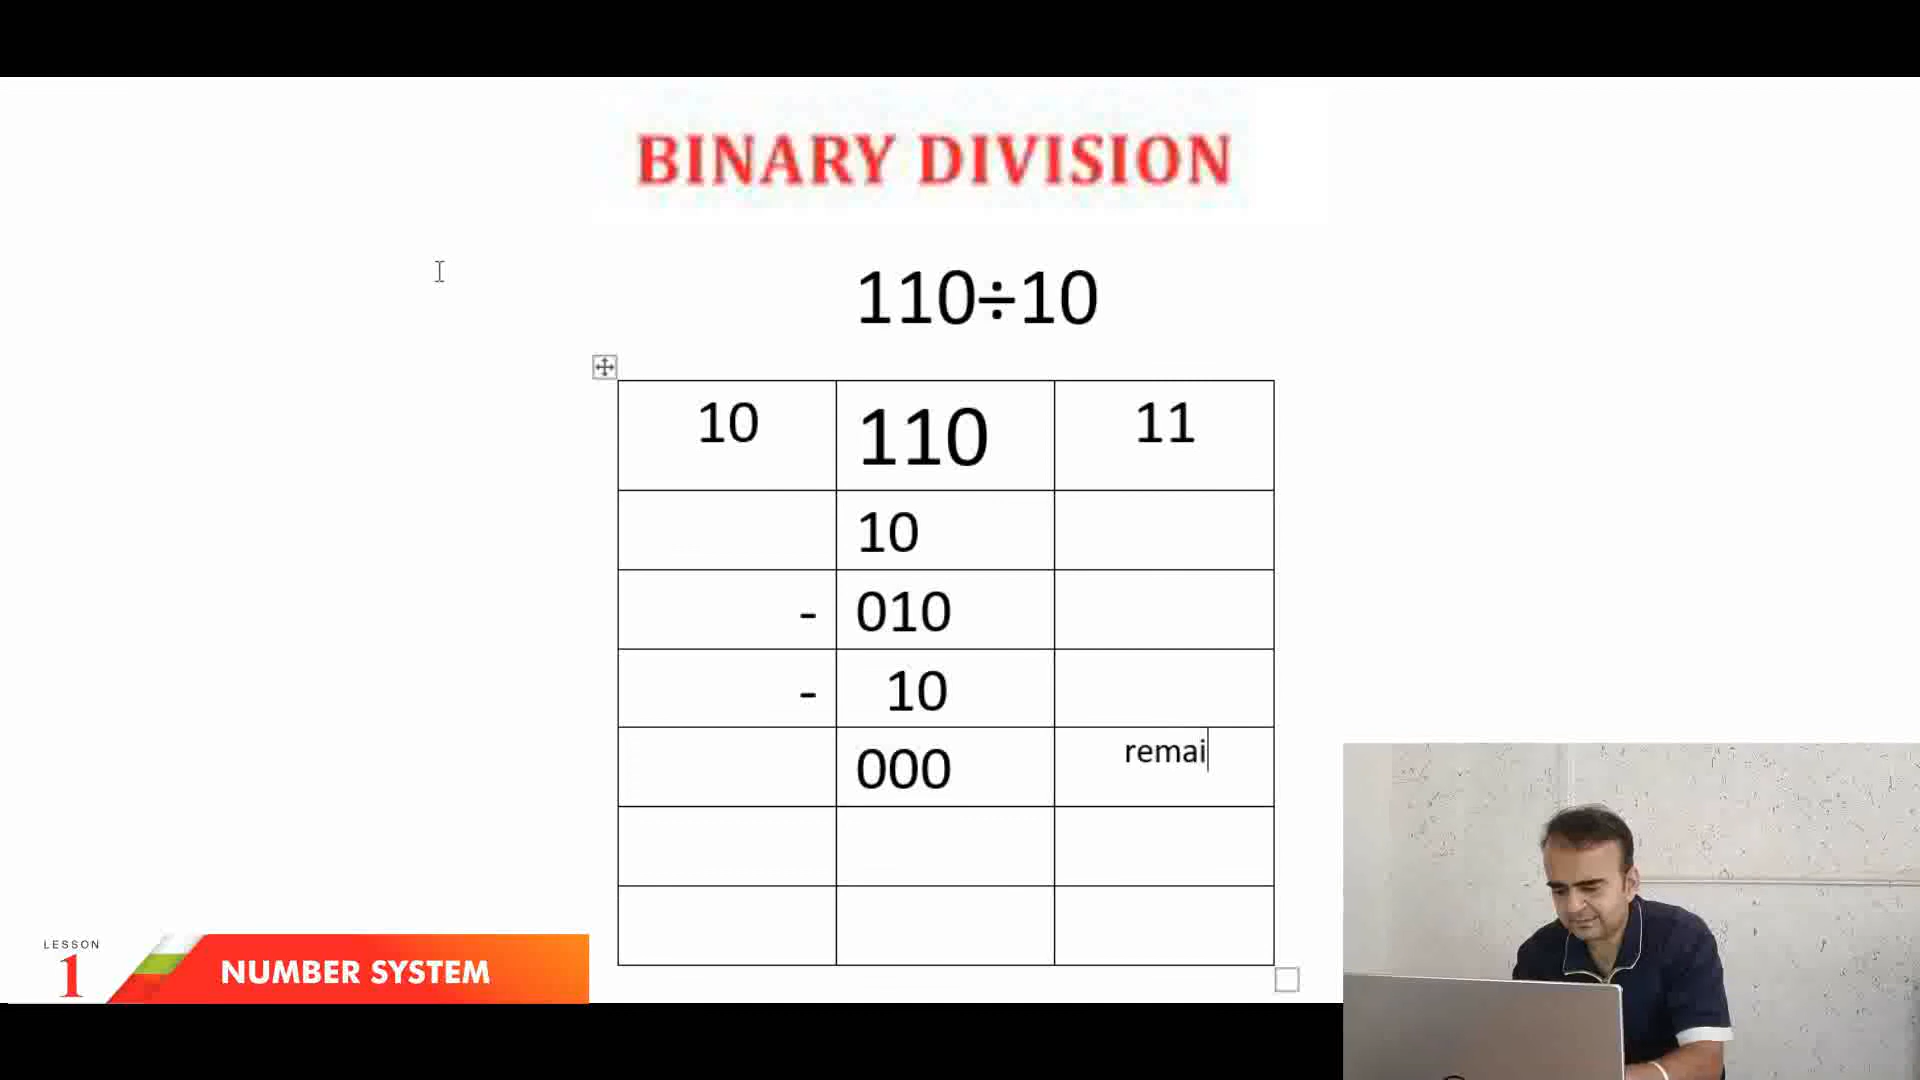 BINARY DIVISION
110÷10
10 110 11
10
- 010
- 10
000 remai
LESSON
1
NUMBER SYSTEM